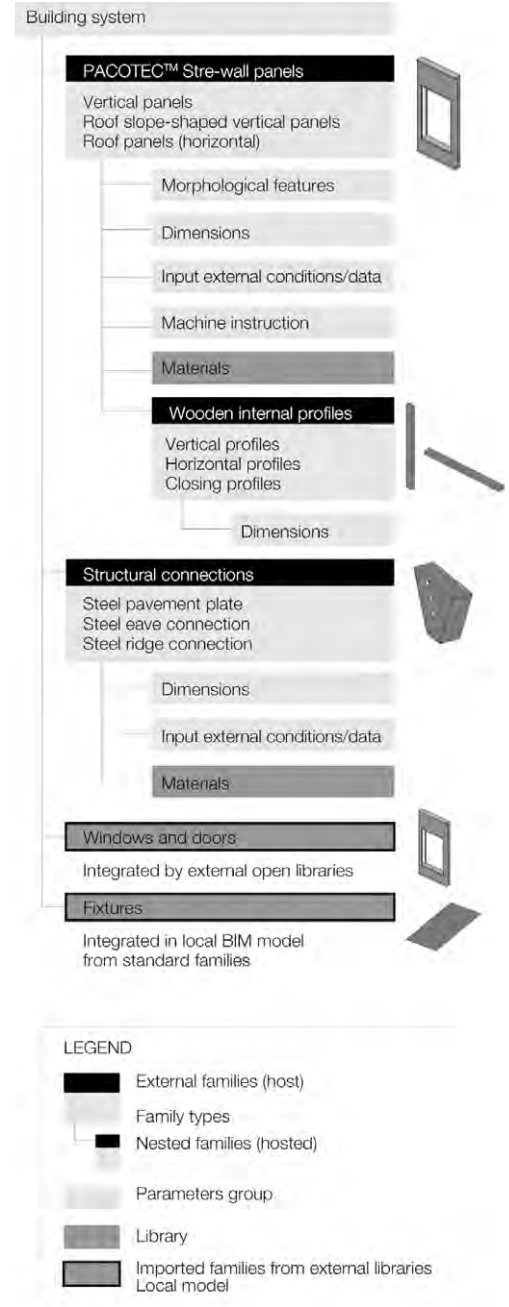 Building system
PACOTEC™ Stre-wall panels
Vertical panels
Roof slope-shaped vertical panels
Roof panels (horizontal)
Morphological features
Dimensions
Input external conditions/data
Machine instruction
Materials
Wooden internal profiles
Vertical profiles
Horizontal profiles
Closing profiles
Dimensions
Structural connections
Steel pavement plate
Steel eave connection
Steel ridge connection
Dimensions
Input external conditions/data
Materials
Windows and doors
Integrated by external open libraries
Fixtures
Integrated in local BIM model
from standard families
LEGEND
External families (host)
Family types
Nested families (hosted)
Parameters group
Library
Imported families from external libraries
Local model